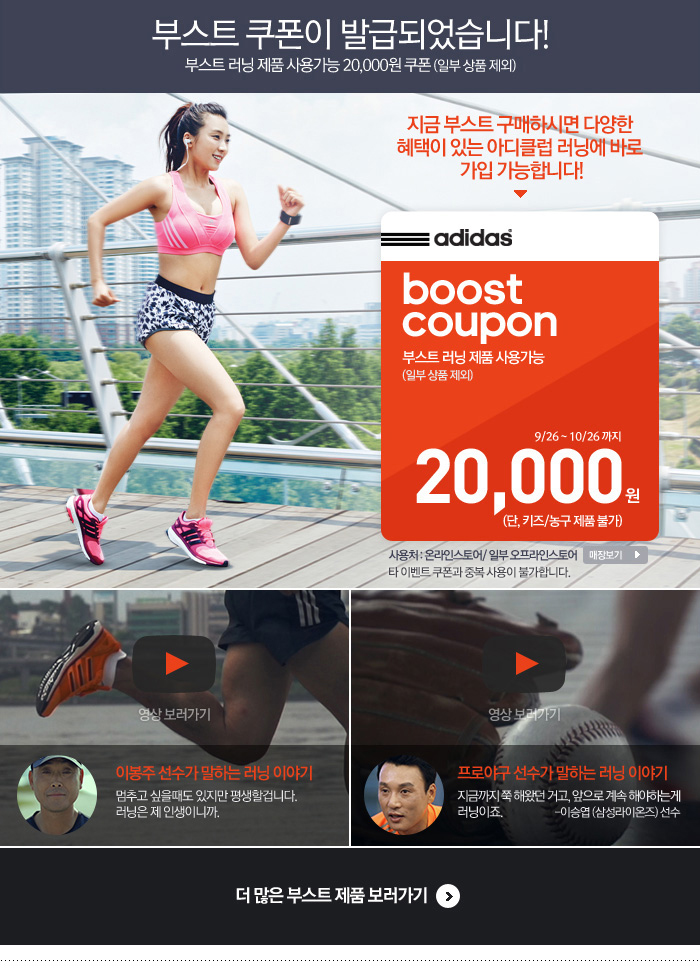 부스트 쿠폰이 발급되었습니다!
부스트 러닝 제품 사용가능 20,000원 쿠폰 (일부 상품 제외)
지금 부스트 구매하시면 다양한
혜택이 있는 아디클럽 러닝에 바로
가입 가능합니다!
adidas
boost
coupon
부스트 러닝 제품 사용가능
(일부 상품 제외)
9/26 ~ 10/26 까지
20,000원
(단, 키즈/농구 제품 불가)
사용처 : 온라인스토어/ 일부 오프라인스토어 매장보기
타 이벤트 쿠폰과 중복 사용이 불가합니다.
영상 보러가기
이봉주 선수가 말하는 러닝 이야기
멈추고 싶을때도 있지만 평생할겁니다.
러닝은 제 인생이니까.
영상 보러가기
프로야구 선수가 말하는 러닝 이야기
지금까지 쭉 해왔던 거고, 앞으로 계속 해야하는게
러닝이죠. -이승엽 (삼성라이온즈) 선수
더 많은 부스트 제품 보러가기